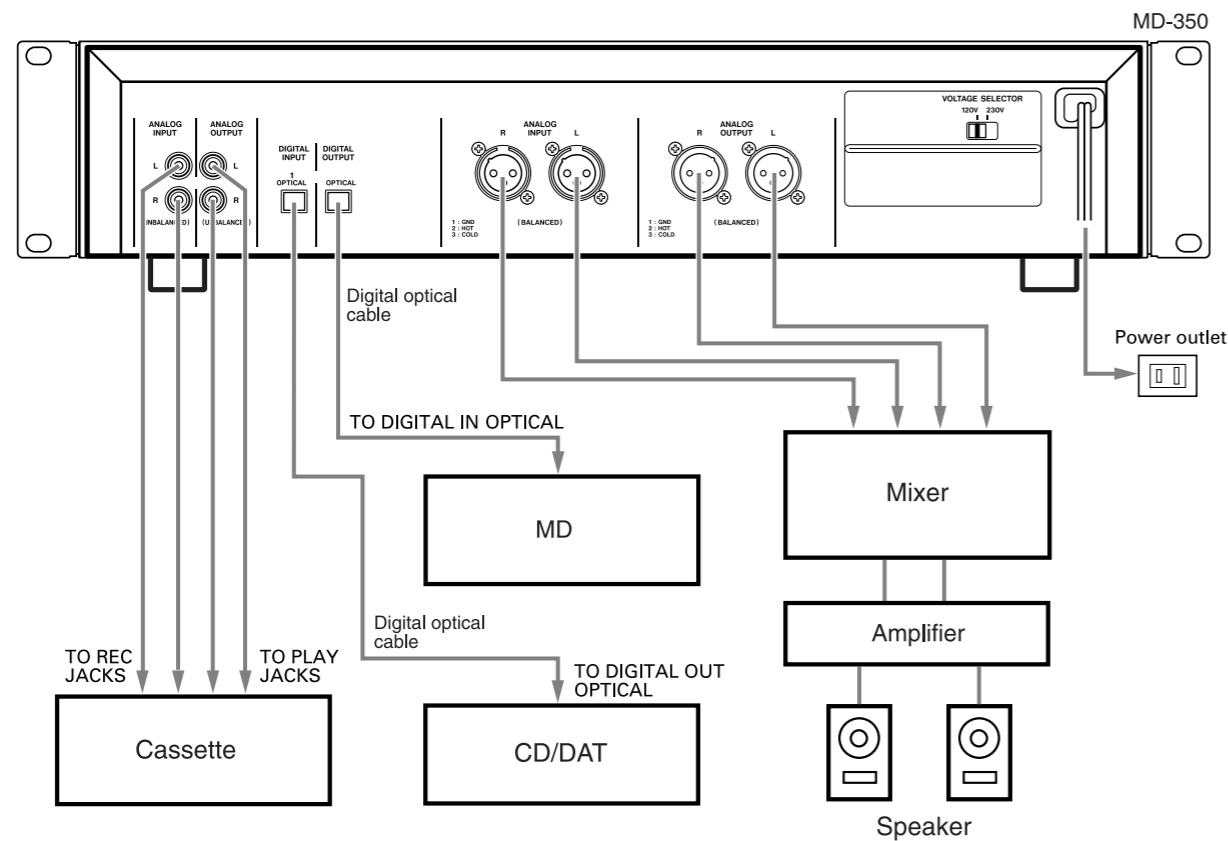 MD-350
VOLTAGE SELECTOR
120V 230V
ANALOG
INPUT
ANALOG
OUTPUT
L
L
R
R
(UNBALANCED)
DIGITAL
INPUT
DIGITAL
OUTPUT
1
OPTICAL
OPTICAL
ANALOG
INPUT
R
L
1 : GND
2 : HOT
3 : COLD
(BALANCED)
ANALOG
OUTPUT
R
L
1 : GND
2 : HOT
3 : COLD
(BALANCED)
Digital optical
cable
Power outlet
TO DIGITAL IN OPTICAL
Mixer
MD
Digital optical
cable
Amplifier
TO REC
JACKS
TO PLAY
JACKS
TO DIGITAL OUT
OPTICAL
Cassette
CD/DAT
Speaker